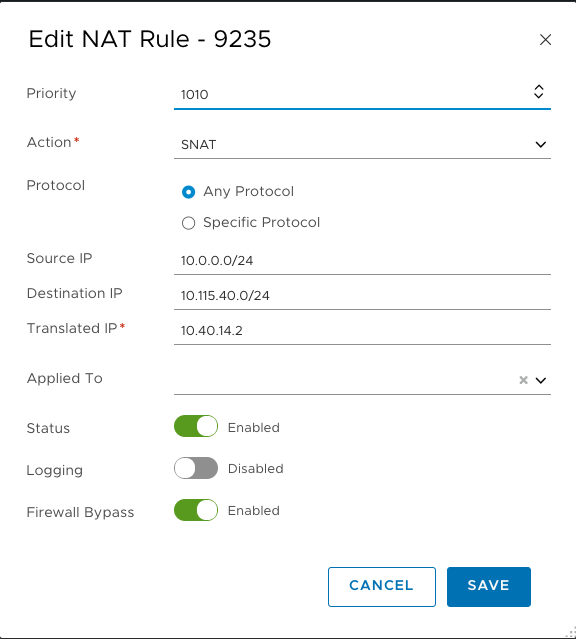 Edit NAT Rule - 9235
Priority 1010
Action* SNAT
Protocol Any Protocol
Specific Protocol
Source IP 10.0.0.0/24
Destination IP 10.115.40.0/24
Translated IP* 10.40.14.2
Applied To
Status Enabled
Logging Disabled
Firewall Bypass Enabled
CANCEL SAVE